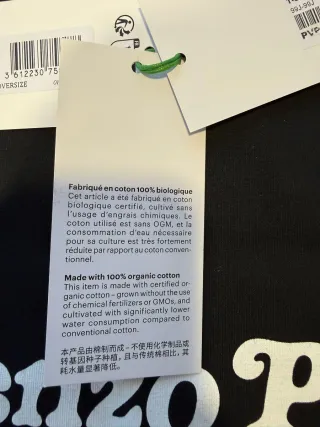 3 612230 75
OVERSIZE
Fabriqué en coton 100% biologique
Cet article a été fabriqué en coton
biologique certifié, cultivé sans
l'usage d'engrais chimiques. Le
coton utilisé est sans OGM, et la
consommation d'eau nécessaire
pour sa culture est très fortement
réduite par rapport au coton conven-
tionnel.
Made with 100% organic cotton
This item is made with certified or-
ganic cotton – grown without the use
of chemical fertilizers or GMOs, and
cultivated with significantly lower
water consumption compared to
conventional cotton.
本产品由棉制而成 - 不使用化学制品或
转基因种子种植，且与传统棉相比，其
耗水量显著降低。
nzo P